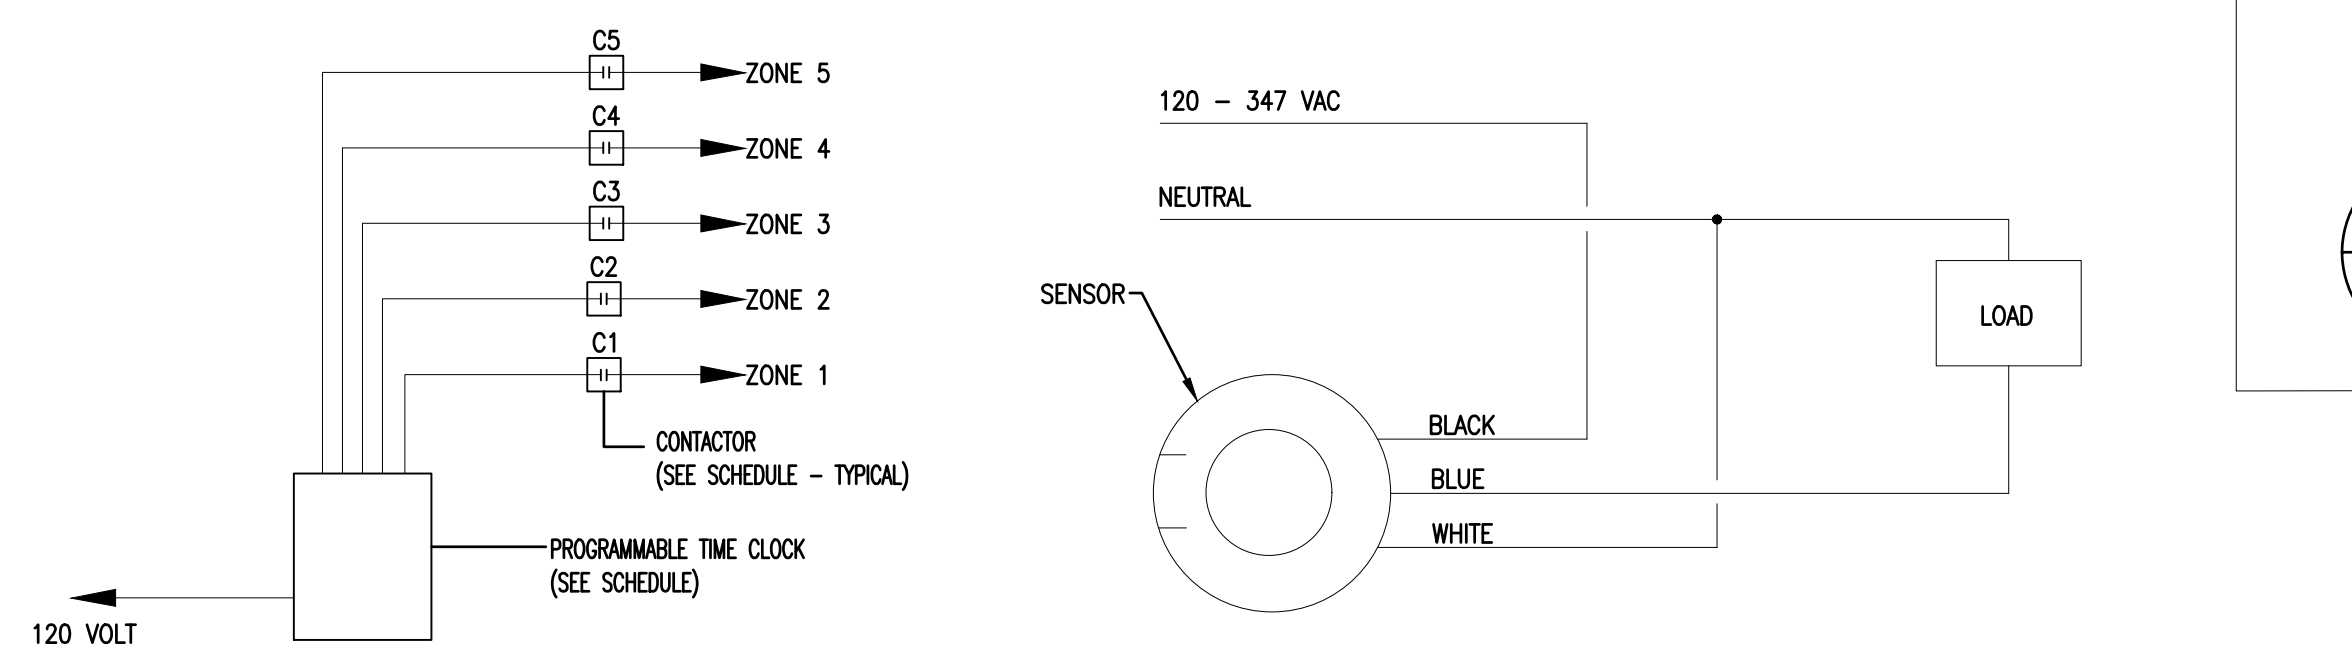 C5
ZONE 5
C4
ZONE 4
C3
ZONE 3
C2
ZONE 2
C1
ZONE 1
CONTACTOR
(SEE SCHEDULE - TYPICAL)
PROGRAMMABLE TIME CLOCK
(SEE SCHEDULE)
120 VOLT
120 - 347 VAC
NEUTRAL
SENSOR
LOAD
BLACK
BLUE
WHITE